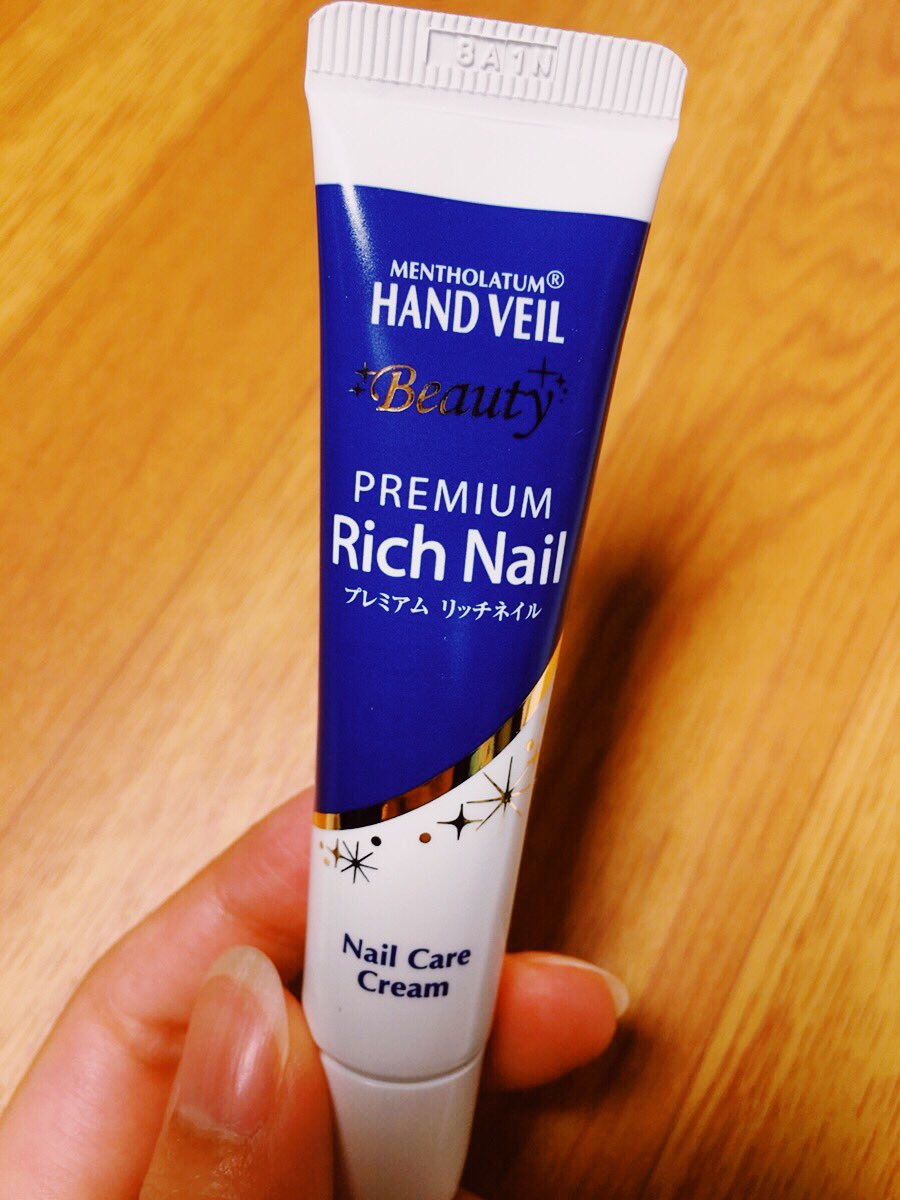 8A1N
MENTHOLATUM®
HAND VEIL
Beauty
PREMIUM
Rich Nail
プレミアム リッチネイル
Nail Care
Cream